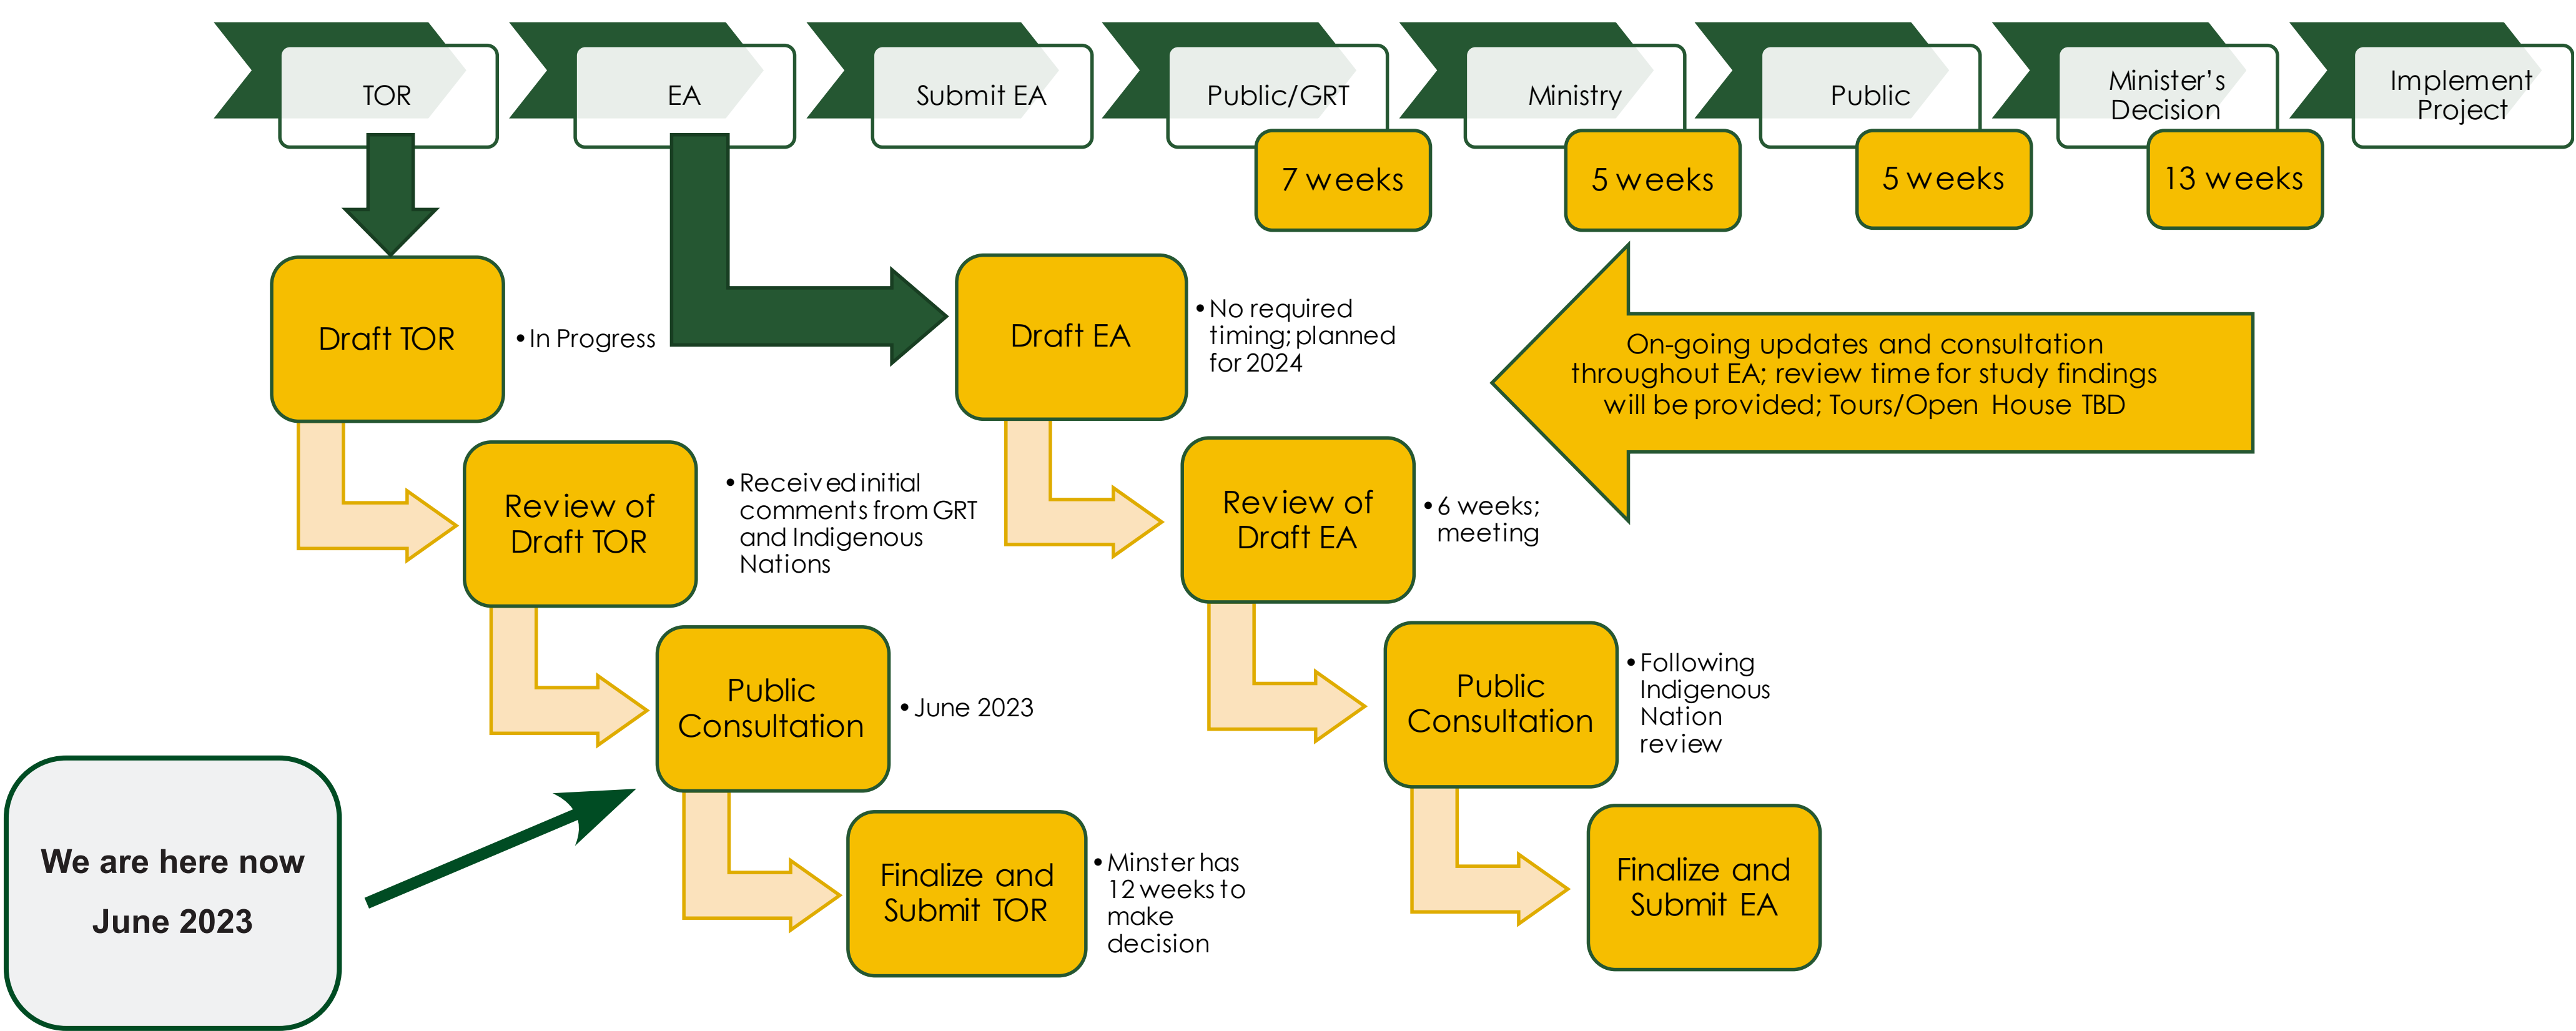 TOR
EA
Submit EA
Public/GRT
Ministry
Public
Minister's
Decision
Implement
Project
7 weeks
5 weeks
5 weeks
13 weeks
Draft TOR
• In Progress
Review of
Draft TOR
• Received initial
comments from GRT
and Indigenous
Nations
Public
Consultation
• June 2023
Finalize and
Submit TOR
• Minster has
12 weeks to
make
decision
Draft EA
• No required
timing; planned
for 2024
Review of
Draft EA
• 6 weeks;
meeting
Public
Consultation
• Following
Indigenous
Nation
review
Finalize and
Submit EA
On-going updates and consultation
throughout EA; review time for study findings
will be provided; Tours/Open House TBD
We are here now
June 2023